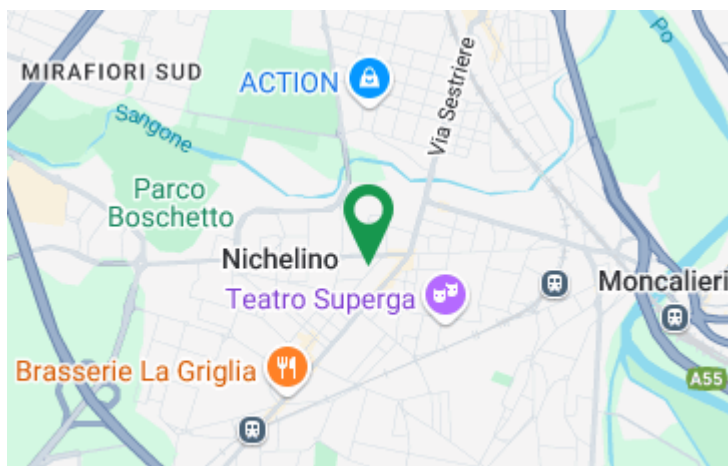 MIRAFIORI SUD
ACTION
Po
Via Sestriere
Sangone
Parco
Boschetto
Nichelino
Teatro Superga
Moncalieri
Brasserie La Griglia
A55